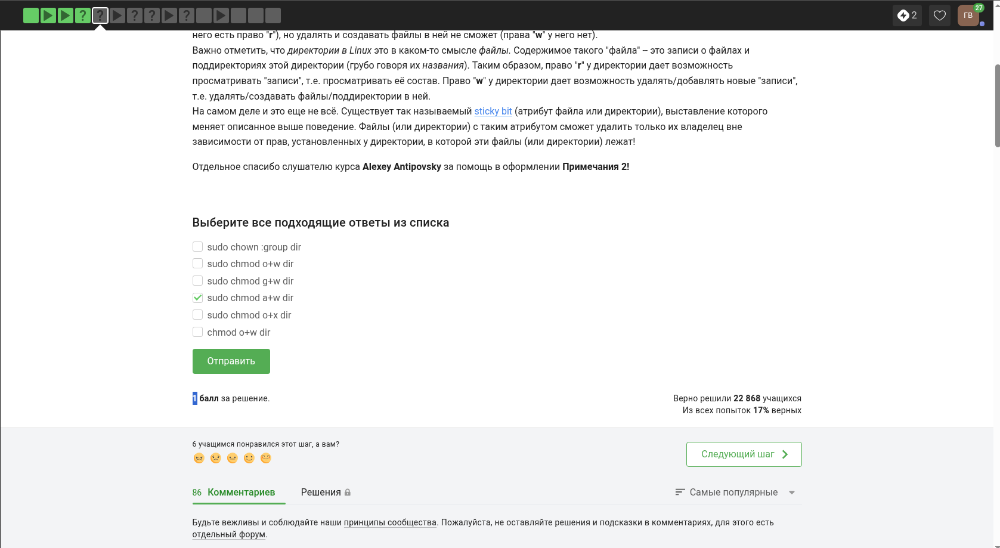 ? ? ? ? ?
2
ГВ
27
него есть право "r"), но удалять и создавать файлы в ней не сможет (права "w" у него нет).
Важно отметить, что директории в Linux это в каком-то смысле файлы. Содержимое такого "файла" -- это записи о файлах и
поддиректориях этой директории (грубо говоря их названия). Таким образом, право "r" у директории дает возможность
просматривать "записи", т.е. просматривать её состав. Право "w" у директории дает возможность удалять/добавлять новые "записи",
т.е. удалять/создавать файлы/поддиректории в ней.
На самом деле и это еще не всё. Существует так называемый sticky bit (атрибут файла или директории), выставление которого
меняет описанное выше поведение. Файлы (или директории) с таким атрибутом сможет удалить только их владелец вне
зависимости от прав, установленных у директории, в которой эти файлы (или директории) лежат!
Отдельное спасибо слушателю курса Alexey Antipovsky за помощь в оформлении Примечания 2!
Выберите все подходящие ответы из списка
sudo chown :group dir
sudo chmod o+w dir
sudo chmod g+w dir
sudo chmod a+w dir
sudo chmod o+x dir
chmod o+w dir
Отправить
1 балл за решение.
Верно решили 22 868 учащихся
Из всех попыток 17% верных
6 учащимся понравился этот шаг, а вам?
Следующий шаг
86 Комментариев
Решения
Самые популярные
Будьте вежливы и соблюдайте наши принципы сообщества. Пожалуйста, не оставляйте решения и подсказки в комментариях, для этого есть
отдельный форум.